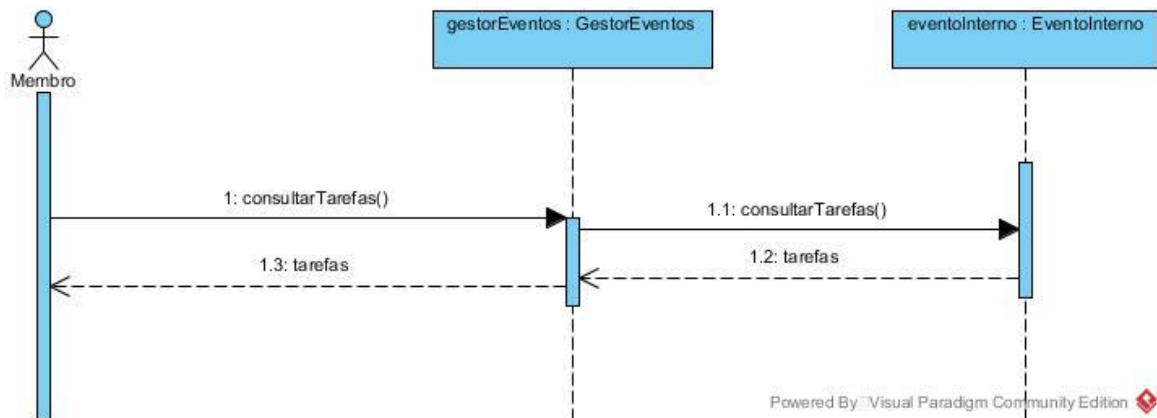 gestorEventos : GestorEventos
eventoInterno : EventoInterno
Membro
1: consultarTarefas()
1.1: consultarTarefas()
1.2: tarefas
1.3: tarefas
Powered By Visual Paradigm Community Edition